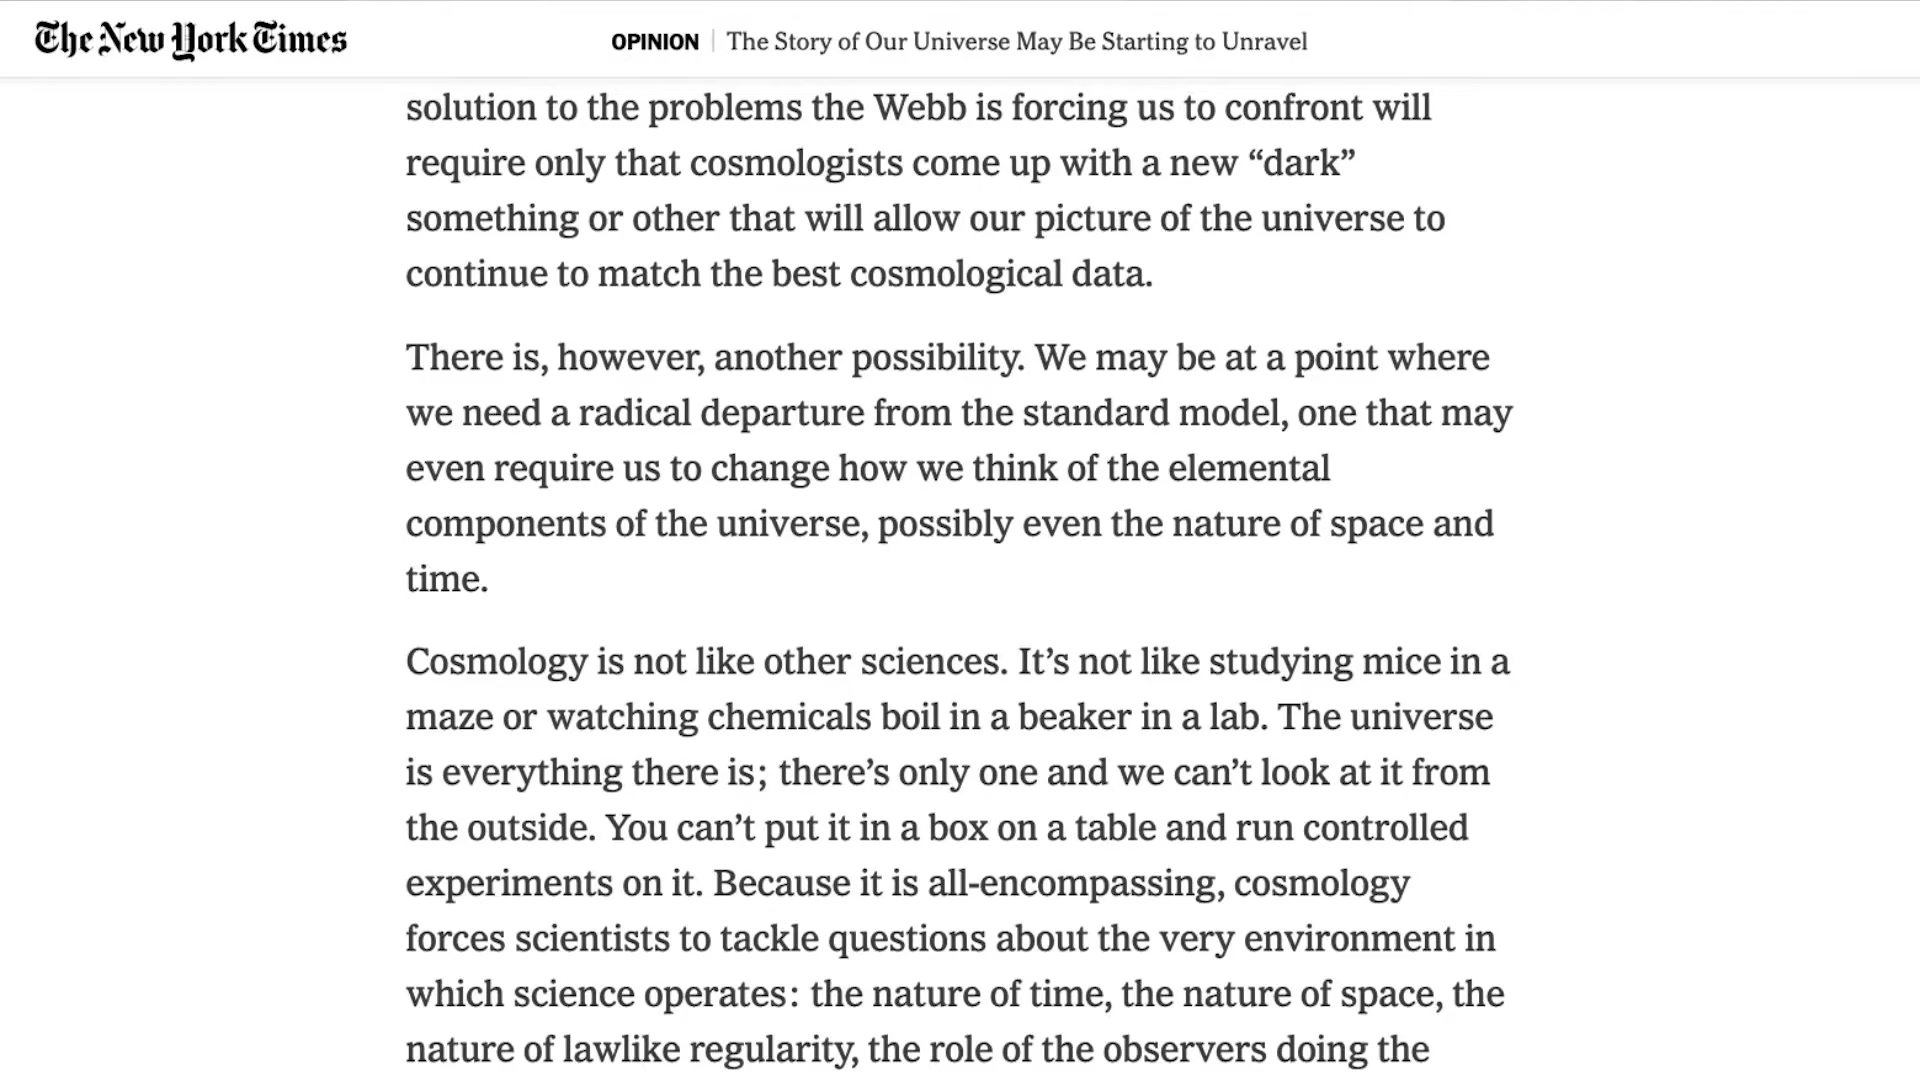 The New York Times
OPINION | The Story of Our Universe May Be Starting to Unravel
solution to the problems the Webb is forcing us to confront will
require only that cosmologists come up with a new “dark”
something or other that will allow our picture of the universe to
continue to match the best cosmological data.
There is, however, another possibility. We may be at a point where
we need a radical departure from the standard model, one that may
even require us to change how we think of the elemental
components of the universe, possibly even the nature of space and
time.
Cosmology is not like other sciences. It’s not like studying mice in a
maze or watching chemicals boil in a beaker in a lab. The universe
is everything there is; there’s only one and we can’t look at it from
the outside. You can’t put it in a box on a table and run controlled
experiments on it. Because it is all-encompassing, cosmology
forces scientists to tackle questions about the very environment in
which science operates: the nature of time, the nature of space, the
nature of lawlike regularity, the role of the observers doing the